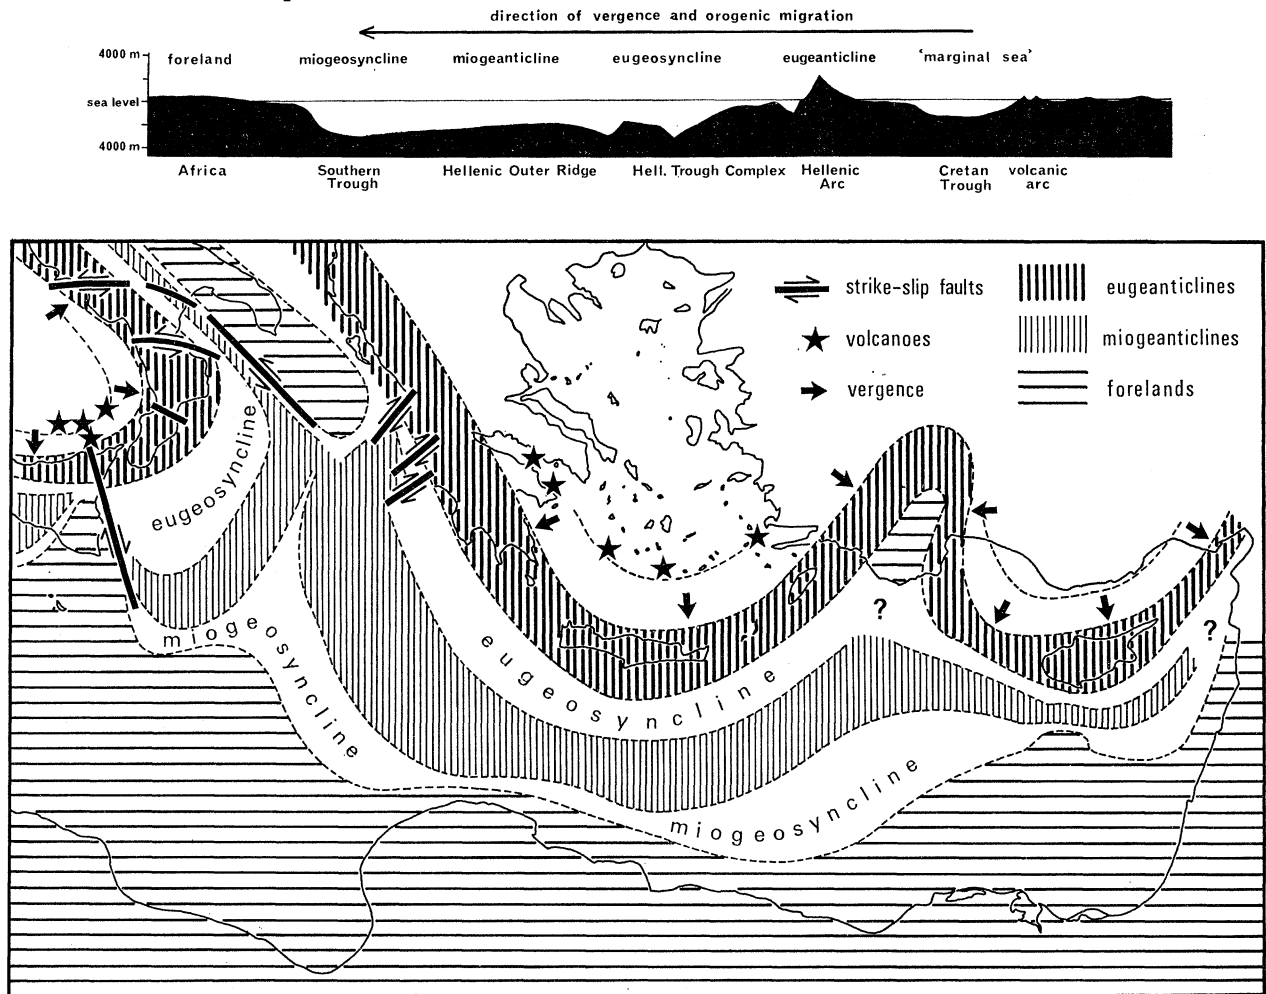 direction of vergence and orogenic migration
4000 m
foreland
miogeosyncline
miogeanticline
eugeosyncline
eugeanticline
‘marginal sea’
sea level
4000 m
Africa
Southern
Trough
Hellenic Outer Ridge
Hell. Trough Complex
Hellenic
Arc
Cretan
Trough
volcanic
arc
strike-slip faults
volcanoes
vergence
eugeanticlines
miogeanticlines
forelands
eugeosyncline
miogeosyncline
eugeosyncline
miogeosyncline
?
?